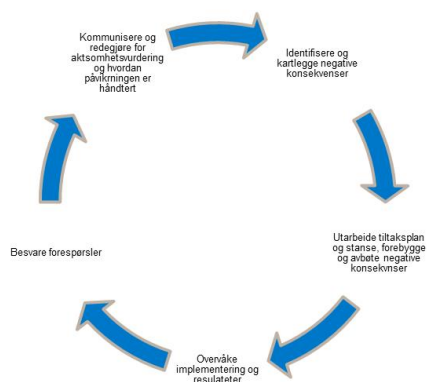 Kommunisere og
redegjøre for
aktsomhetsvurdering
og hvordan
påvikrningen er
håndtert
Identifisere og
kartlegge negative
konsekvenser
Utarbeide tiltaksplan
og stanse, forebygge
og avbøte negative
konsekvnser
Overvåke
implementering og
resulateter
Besvare forespørsler